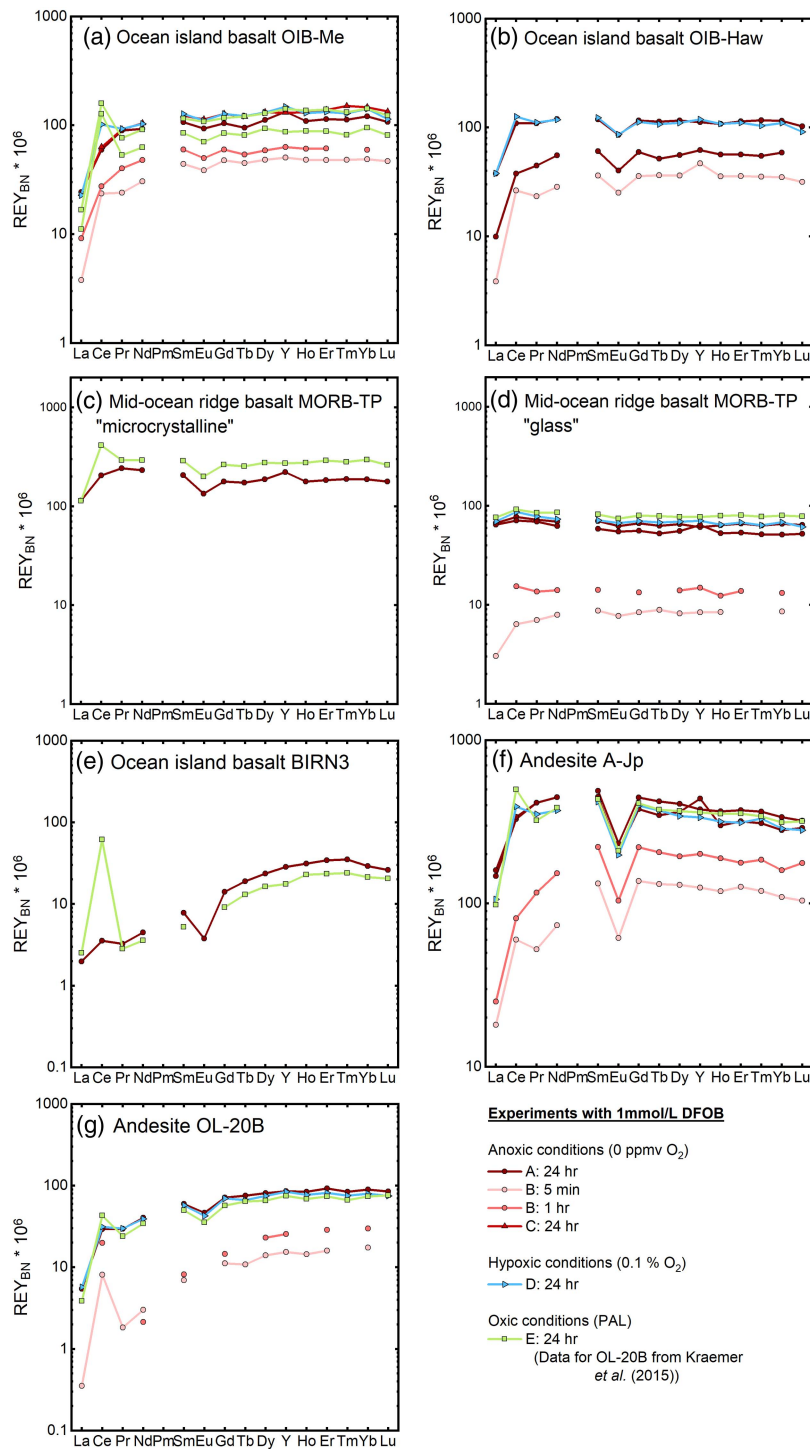 (a) Ocean island basalt OIB-Me
1000
100
10
1
REY_BN * 10^6
La Ce Pr Nd Pm Sm Eu Gd Tb Dy Y Ho Er Tm Yb Lu
(b) Ocean island basalt OIB-Haw
1000
100
10
1
REY_BN * 10^6
La Ce Pr Nd Pm Sm Eu Gd Tb Dy Y Ho Er Tm Yb Lu
(c) Mid-ocean ridge basalt MORB-TP
"microcrystalline"
1000
100
10
1
REY_BN * 10^6
La Ce Pr Nd Pm Sm Eu Gd Tb Dy Y Ho Er Tm Yb Lu
(d) Mid-ocean ridge basalt MORB-TP
"glass"
1000
100
10
1
REY_BN * 10^6
La Ce Pr Nd Pm Sm Eu Gd Tb Dy Y Ho Er Tm Yb Lu
(e) Ocean island basalt BIRN3
1000
100
10
1
0.1
REY_BN * 10^6
La Ce Pr Nd Pm Sm Eu Gd Tb Dy Y Ho Er Tm Yb Lu
(f) Andesite A-Jp
1000
100
10
REY_BN * 10^6
La Ce Pr Nd Pm Sm Eu Gd Tb Dy Y Ho Er Tm Yb Lu
(g) Andesite OL-20B
1000
100
10
1
0.1
REY_BN * 10^6
La Ce Pr Nd Pm Sm Eu Gd Tb Dy Y Ho Er Tm Yb Lu
Experiments with 1mmol/L DFOB
Anoxic conditions (0 ppmv O₂)
A: 24 hr
B: 5 min
B: 1 hr
C: 24 hr
Hypoxic conditions (0.1 % O₂)
D: 24 hr
Oxic conditions (PAL)
E: 24 hr
(Data for OL-20B from Kraemer
et al. (2015))